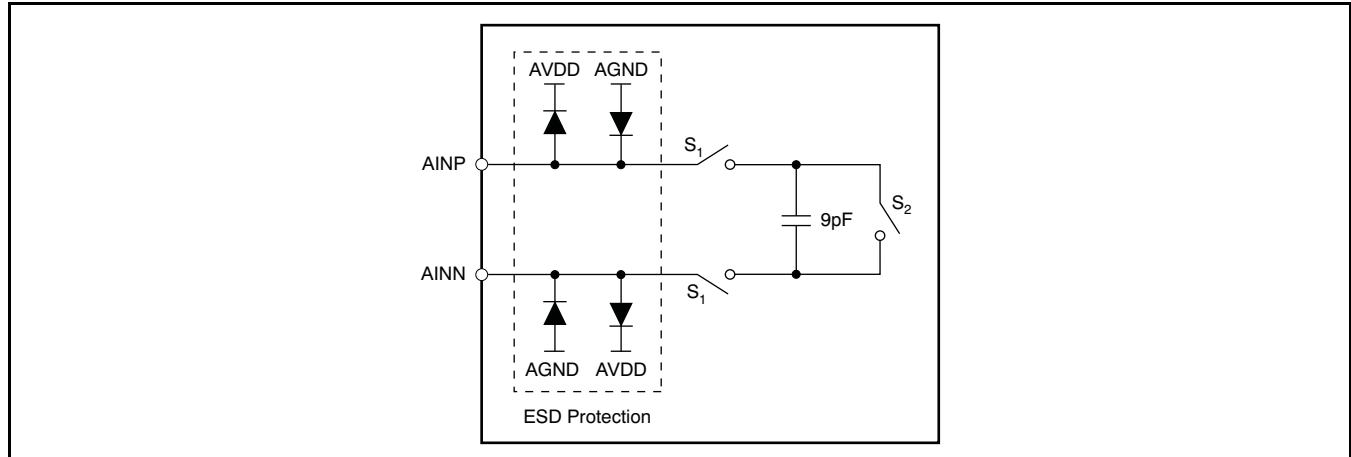 AVDD AGND
AINP
S₁
S₂
9pF
AINN
S₁
AGND AVDD
ESD Protection